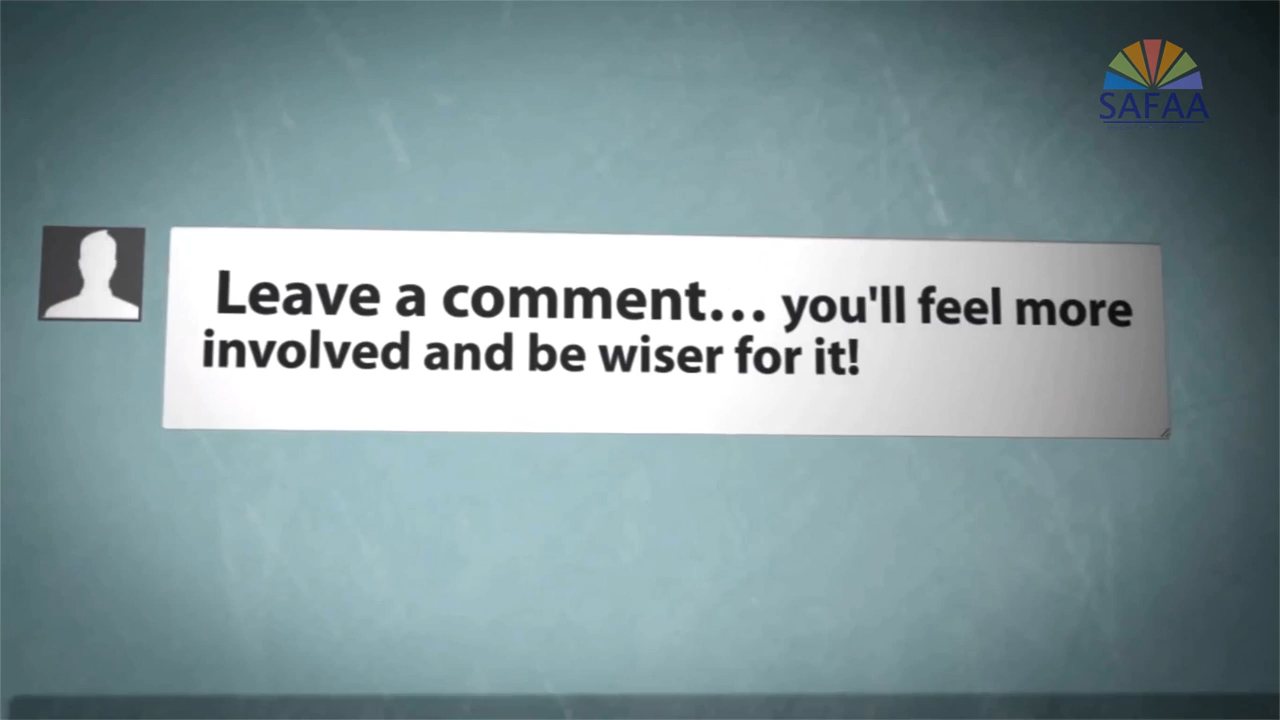 SAFAA
Leave a comment... you'll feel more
involved and be wiser for it!